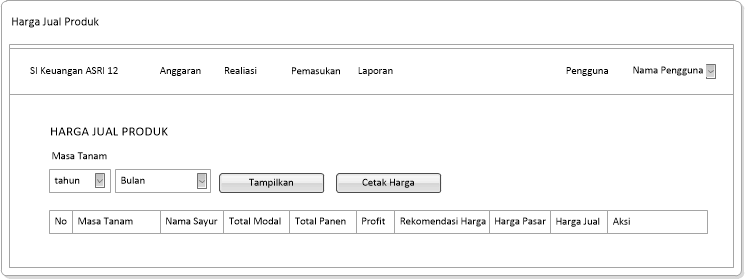 Harga Jual Produk
SI Keuangan ASRI 12 Anggaran Realiasi Pemasukan Laporan Pengguna Nama Pengguna
HARGA JUAL PRODUK
Masa Tanam
tahun Bulan Tampilkan Cetak Harga
No Masa Tanam Nama Sayur Total Modal Total Panen Profit Rekomendasi Harga Harga Pasar Harga Jual Aksi